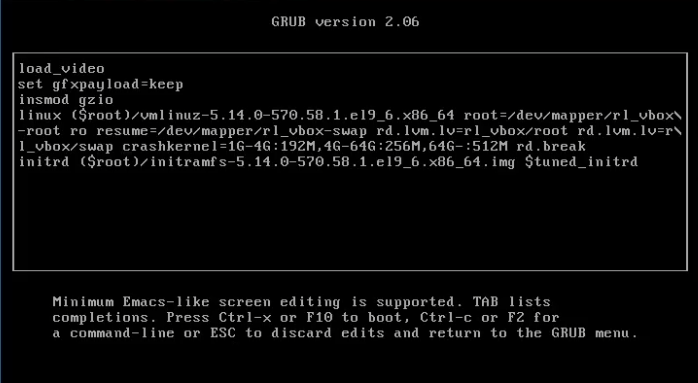 GRUB version 2.06
load_video
set gfxpayload=keep
insmod gzio
linux ($root)/vmlinuz-5.14.0-570.58.1.el9_6.x86_64 root=/dev/mapper/rl_vbox\
-root ro resume=/dev/mapper/rl_vbox-swap rd.lvm.lv=rl_vbox/root rd.lvm.lv=r\
l_vbox/swap crashkernel=1G-4G:192M,4G-64G:256M,64G-:512M rd.break
initrd ($root)/initramfs-5.14.0-570.58.1.el9_6.x86_64.img $tuned_initrd
Minimum Emacs-like screen editing is supported. TAB lists
completions. Press Ctrl-x or F10 to boot, Ctrl-c or F2 for
a command-line or ESC to discard edits and return to the GRUB menu.